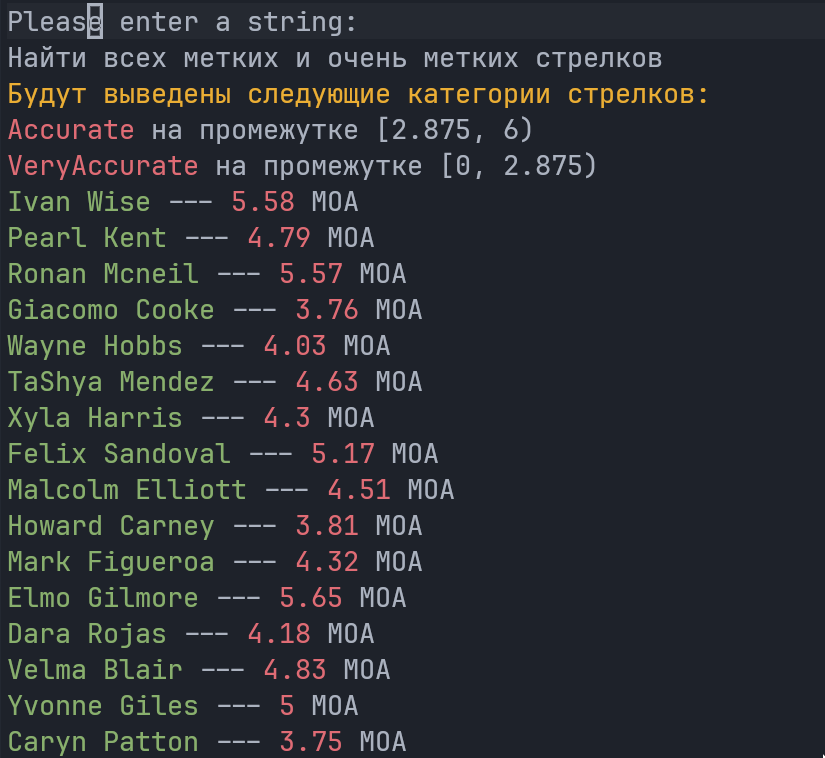 Please enter a string:
Найти всех метких и очень метких стрелков
Будут выведены следующие категории стрелков:
Accurate на промежутке [2.875, 6)
VeryAccurate на промежутке [0, 2.875)
Ivan Wise --- 5.58 MOA
Pearl Kent --- 4.79 MOA
Ronan Mcneil --- 5.57 MOA
Giacomo Cooke --- 3.76 MOA
Wayne Hobbs --- 4.03 MOA
TaShya Mendez --- 4.63 MOA
Xyla Harris --- 4.3 MOA
Felix Sandoval --- 5.17 MOA
Malcolm Elliott --- 4.51 MOA
Howard Carney --- 3.81 MOA
Mark Figueroa --- 4.32 MOA
Elmo Gilmore --- 5.65 MOA
Dara Rojas --- 4.18 MOA
Velma Blair --- 4.83 MOA
Yvonne Giles --- 5 MOA
Caryn Patton --- 3.75 MOA